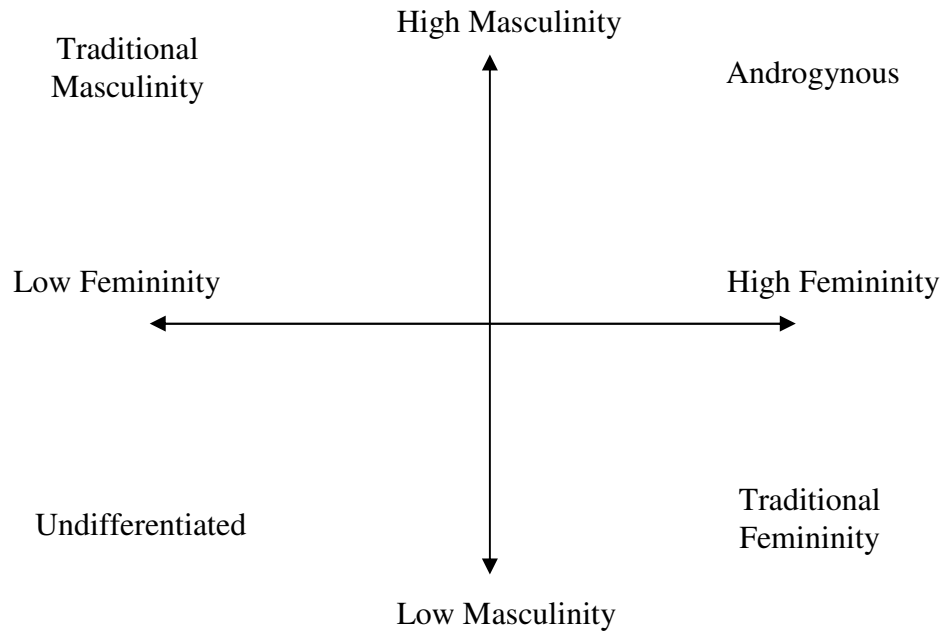 High Masculinity
Traditional
Masculinity
Androgynous
Low Femininity
High Femininity
Undifferentiated
Traditional
Femininity
Low Masculinity